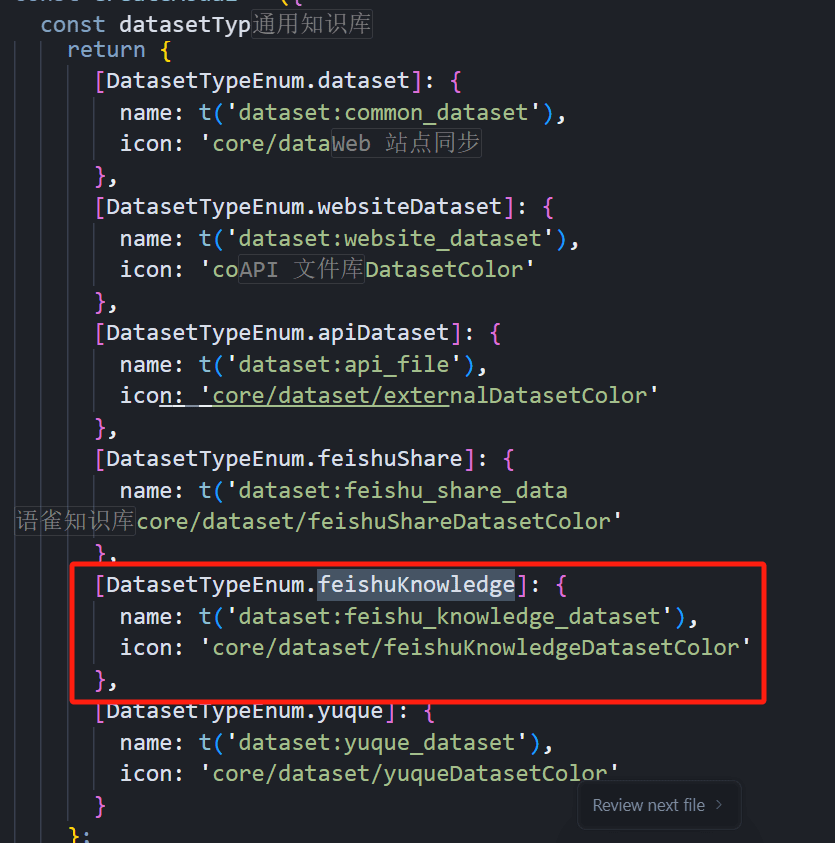 const datasetTyp通用知识库
return {
[DatasetTypeEnum.dataset]: {
name: t('dataset:common_dataset'),
icon: 'core/dataWeb 站点同步
},
[DatasetTypeEnum.websiteDataset]: {
name: t('dataset:website_dataset'),
icon: 'coAPI 文件库DatasetColor'
},
[DatasetTypeEnum.apiDataset]: {
name: t('dataset:api_file'),
icon: 'core/dataset/externalDatasetColor'
},
[DatasetTypeEnum.feishuShare]: {
name: t('dataset:feishu_share_data
语雀知识库core/dataset/feishuShareDatasetColor'
},
[DatasetTypeEnum.feishuKnowledge]: {
name: t('dataset:feishu_knowledge_dataset'),
icon: 'core/dataset/feishuKnowledgeDatasetColor'
},
[DatasetTypeEnum.yuque]: {
name: t('dataset:yuque_dataset'),
icon: 'core/dataset/yuqueDatasetColor'
}
Review next file >
};